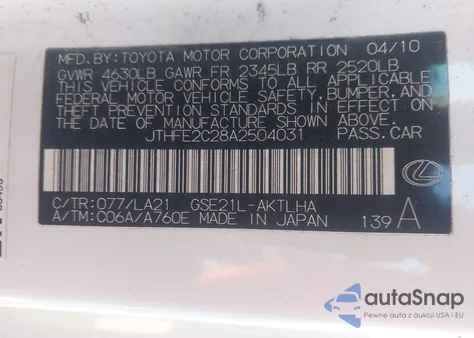 MFD. BY: TOYOTA MOTOR CORPORATION 04/10
GVWR 4630LB GAWR FR 2345LB RR 2520LB
THIS VEHICLE CONFORMS TO ALL APPLICABLE
FEDERAL MOTOR VEHICLE SAFETY, BUMPER, AND
THEFT PREVENTION STANDARDS IN EFFECT ON
THE DATE OF MANUFACTURE SHOWN ABOVE.
JTHFE2C28A2504031 PASS. CAR
C/TR: 077/LA21 GSE21L-AKTLHA
A/TM: C06A/A760E MADE IN JAPAN 139 A
autoSnap
Pewne auta z aukcji USA i EU